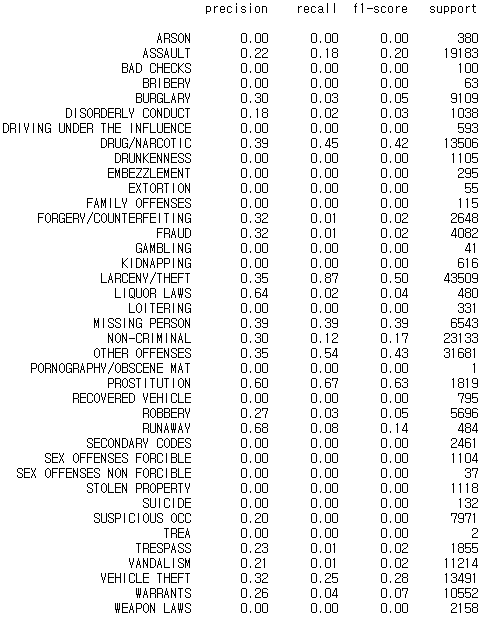 precision recall f1-score support
ARSON 0.00 0.00 0.00 380
ASSAULT 0.22 0.18 0.20 19183
BAD CHECKS 0.00 0.00 0.00 100
BRIBERY 0.00 0.00 0.00 63
BURGLARY 0.30 0.03 0.05 9109
DISORDERLY CONDUCT 0.18 0.02 0.03 1038
DRIVING UNDER THE INFLUENCE 0.00 0.00 0.00 593
DRUG/NARCOTIC 0.39 0.45 0.42 13506
DRUNKENNESS 0.00 0.00 0.00 1105
EMBEZZLEMENT 0.00 0.00 0.00 295
EXTORTION 0.00 0.00 0.00 55
FAMILY OFFENSES 0.00 0.00 0.00 115
FORGERY/COUNTERFEITING 0.32 0.01 0.02 2648
FRAUD 0.32 0.01 0.02 4082
GAMBLING 0.00 0.00 0.00 41
KIDNAPPING 0.00 0.00 0.00 616
LARCENY/THEFT 0.35 0.87 0.50 43509
LIQUOR LAWS 0.64 0.02 0.04 480
LOITERING 0.00 0.00 0.00 331
MISSING PERSON 0.39 0.39 0.39 6543
NON-CRIMINAL 0.30 0.12 0.17 23133
OTHER OFFENSES 0.35 0.54 0.43 31681
PORNOGRAPHY/OBSCENE MAT 0.00 0.00 0.00 1
PROSTITUTION 0.60 0.67 0.63 1819
RECOVERED VEHICLE 0.00 0.00 0.00 795
ROBBERY 0.27 0.03 0.05 5696
RUNAWAY 0.68 0.08 0.14 484
SECONDARY CODES 0.00 0.00 0.00 2461
SEX OFFENSES FORCIBLE 0.00 0.00 0.00 1104
SEX OFFENSES NON FORCIBLE 0.00 0.00 0.00 37
STOLEN PROPERTY 0.00 0.00 0.00 1118
SUICIDE 0.00 0.00 0.00 132
SUSPICIOUS OCC 0.20 0.00 0.00 7971
TREA 0.00 0.00 0.00 2
TRESPASS 0.23 0.01 0.02 1855
VANDALISM 0.21 0.01 0.02 11214
VEHICLE THEFT 0.32 0.25 0.28 13491
WARRANTS 0.26 0.04 0.07 10552
WEAPON LAWS 0.00 0.00 0.00 2158